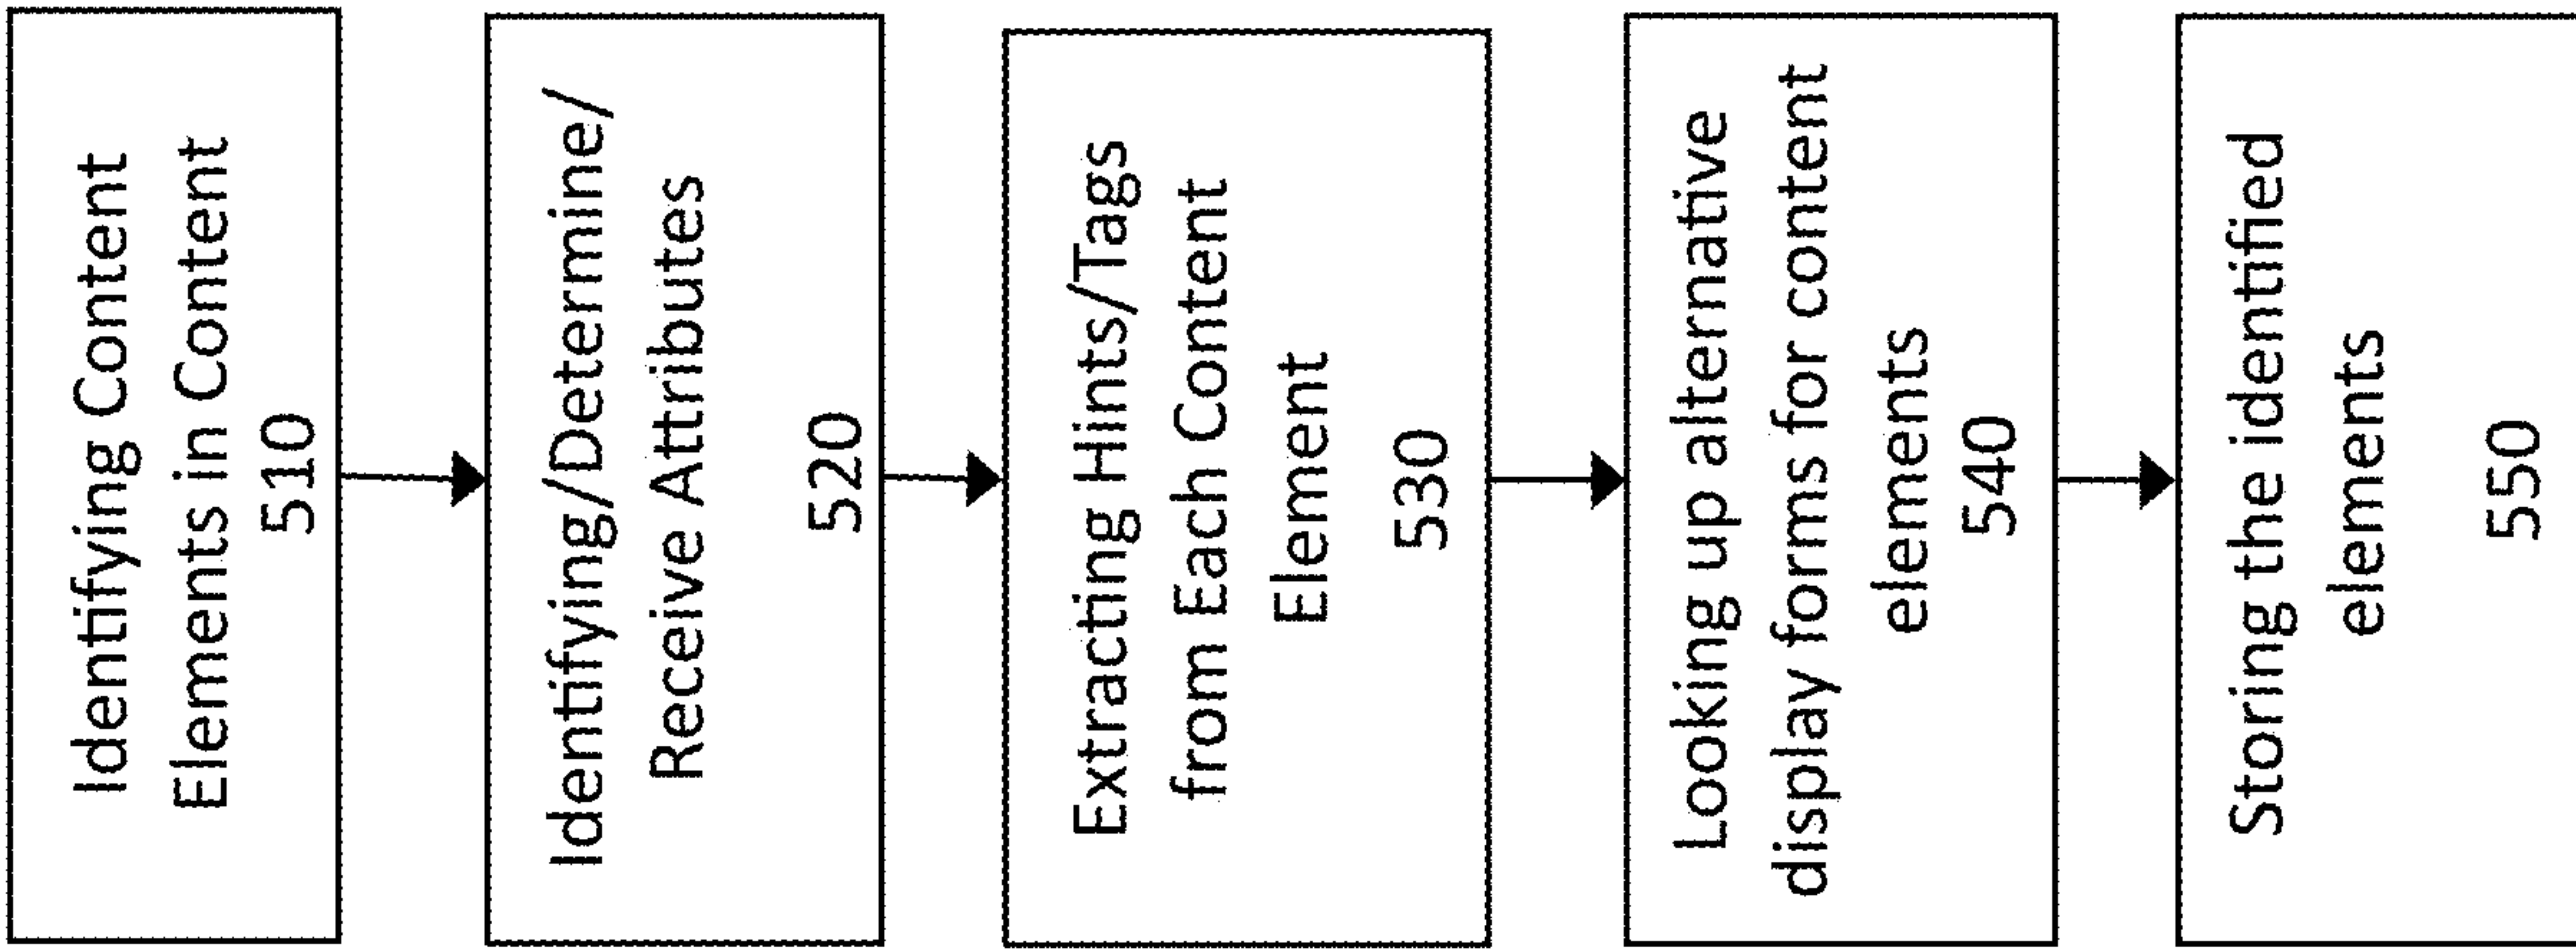 Identifying Content
Elements in Content
510
Identifying/Determine/
Receive Attributes
520
Extracting Hints/Tags
from Each Content
Element
530
Looking up alternative
display forms for content
elements
540
Storing the identified
elements
550